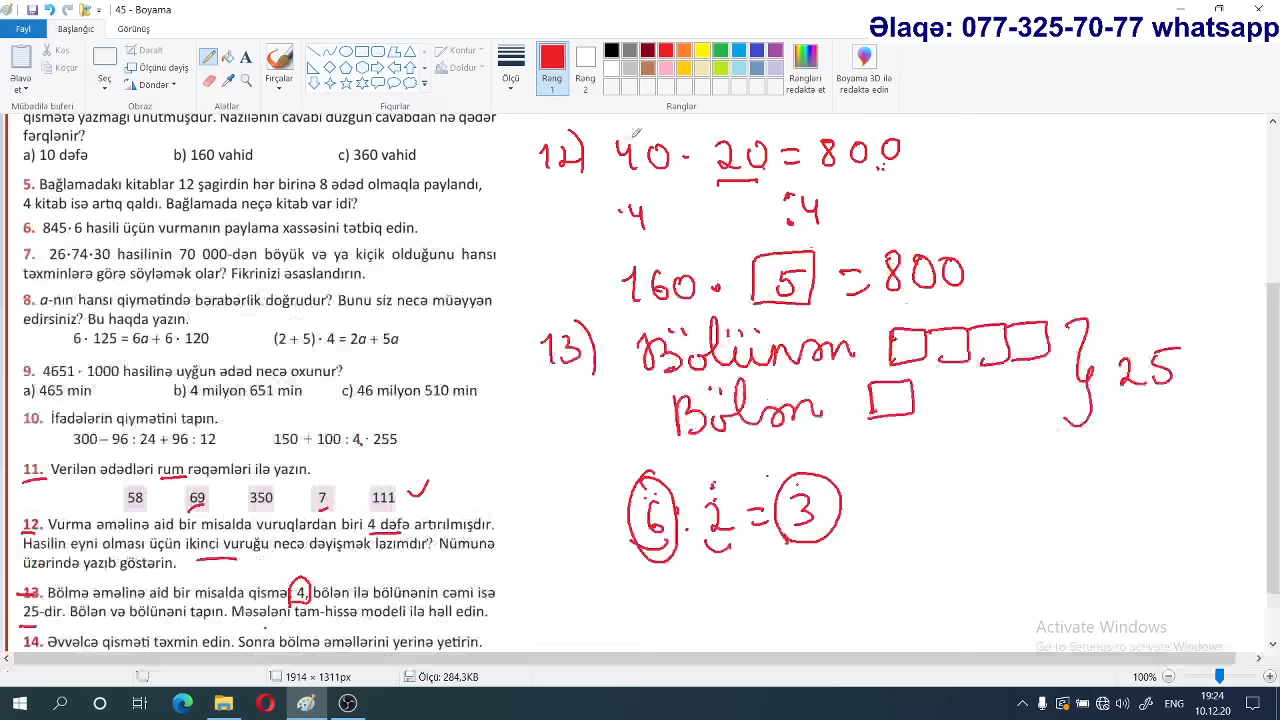 45 - Boyama
Əlaqə: 077-325-70-77 whatsapp
Fayl Başlanğıc Görünüş
Əlavə et Kəs Daralt Kontur
Seç Ölçünü dəyiş Doldur
Döndər
Fırçalar Ölçü Rəng 1 Rəng 2 Rəngləri redaktə et Boyama 3D ilə redaktə edin
Mübadilə buferi Obraz Alətlər Fiqurlar Rənglər
qismətə yazmağı unutmuşdur. Nazilənin cavabı düzgün cavabdan nə qədər
fərqlənir?
a) 10 dəfə b) 160 vahid c) 360 vahid
5. Bağlamadakı kitablar 12 şagirdin hər birinə 8 ədəd olmaqla paylandı,
4 kitab isə artıq qaldı. Bağlamada neçə kitab var idi?
6. 845·6 hasili üçün vurmanın paylama xassəsini tətbiq edin.
7. 26·74·30 hasilinin 70 000-dən böyük və ya kiçik olduğunu hansı
təxminlərə görə söyləmək olar? Fikrinizi əsaslandırın.
8. a-nın hansı qiymətində bərabərlik doğrudur? Bunu siz necə müəyyən
edirsiniz? Bu haqda yazın.
6 · 125 = 6a + 6 · 120 (2 + 5) · 4 = 2a + 5a
9. 4651 · 1000 hasilinə uyğun ədəd necə oxunur?
a) 465 min b) 4 milyon 651 min c) 46 milyon 510 min
10. İfadələrin qiymətini tapın.
300 – 96 : 24 + 96 : 12 150 + 100 : 4 · 255
11. Verilən ədədləri rum rəqəmləri ilə yazın.
58 69 350 7 111
12. Vurma əməlinə aid bir misalda vuruqlardan biri 4 dəfə artırılmışdır.
Hasilin eyni olması üçün ikinci vuruğu necə dəyişmək lazımdır? Nümunə
üzərində yazıb göstərin.
13. Bölmə əməlinə aid bir misalda qismət 4, bölən ilə bölünənin cəmi isə
25-dir. Bölən və bölünəni tapın. Məsələni tam-hissə modeli ilə həll edin.
14. Əvvəlcə qisməti təxmin edin. Sonra bölmə əməllərini yerinə yetirin.
12) 40 · 20 = 800
·4 :4
160 · 5 = 800
13) Bölünən } 25
Bölən
6 : 2 = 3
Activate Windows
Go to Settings to activate Windows.
1914 × 1311px Ölçü: 284,3KB 100%
ENG 19:24
10.12.20